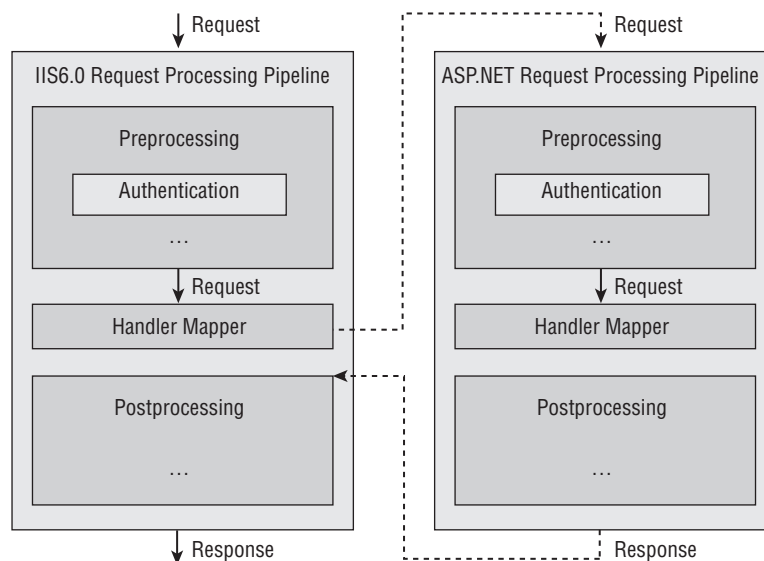 Request
IIS6.0 Request Processing Pipeline
Preprocessing
Authentication
...
Request
Handler Mapper
Postprocessing
...
Response
Request
ASP.NET Request Processing Pipeline
Preprocessing
Authentication
...
Request
Handler Mapper
Postprocessing
...
Response